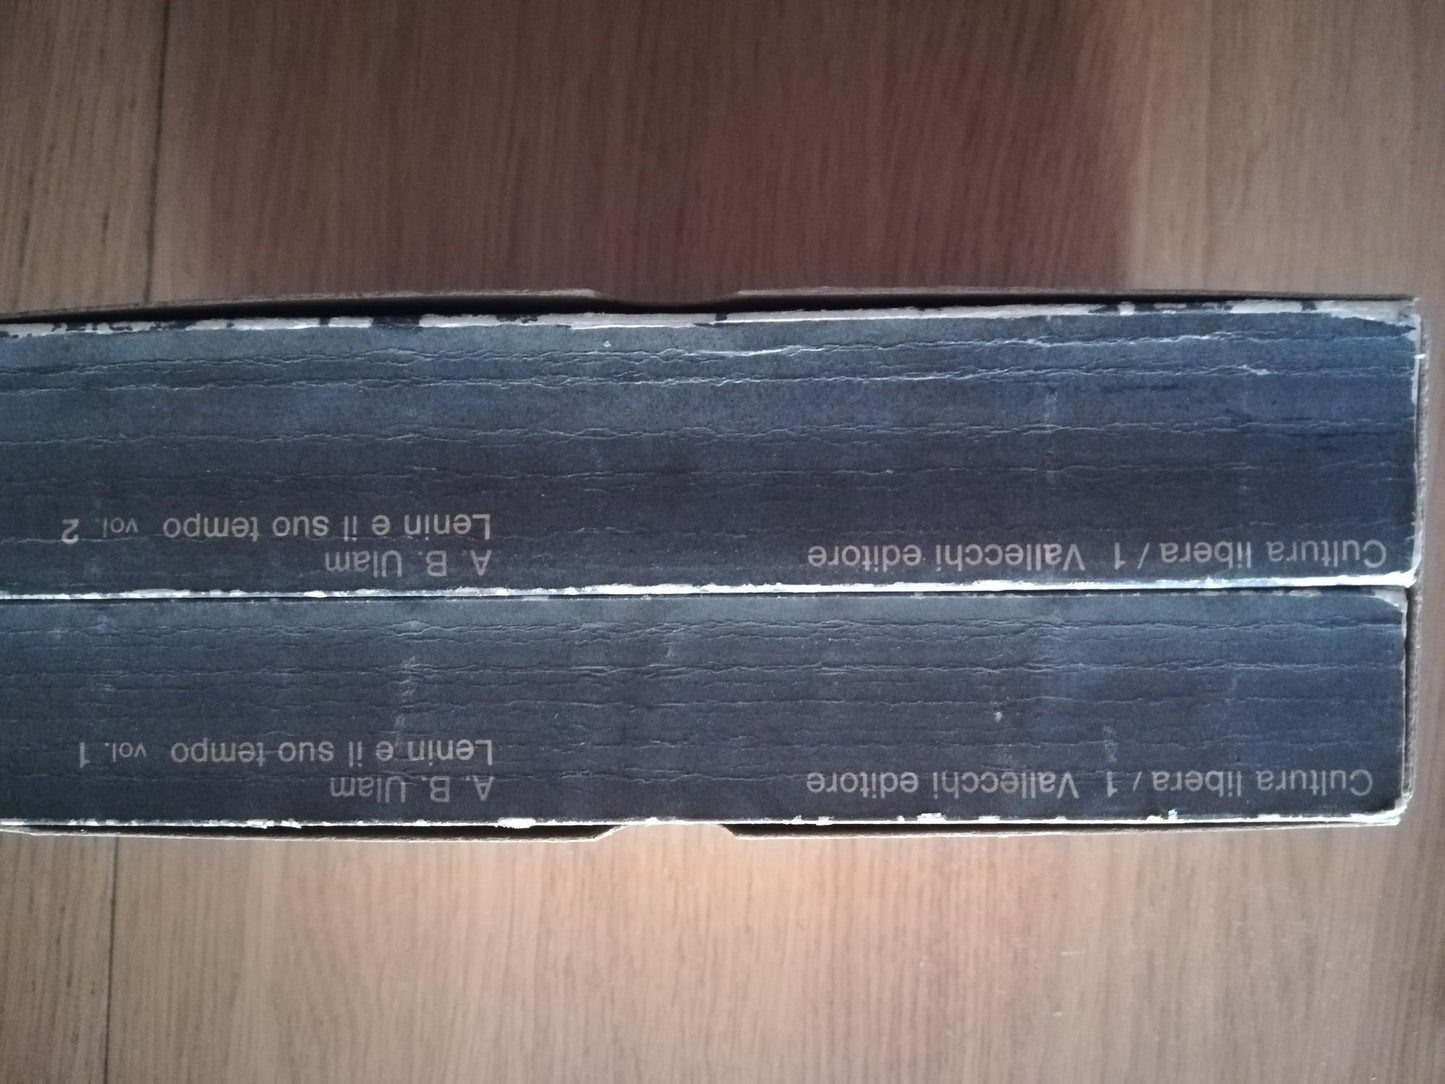 Cultura libera / 1 Vallecchi editore
A. B. Ulam
Lenin e il suo tempo vol. 1
Cultura libera / 1 Vallecchi editore
A. B. Ulam
Lenin e il suo tempo vol. 2